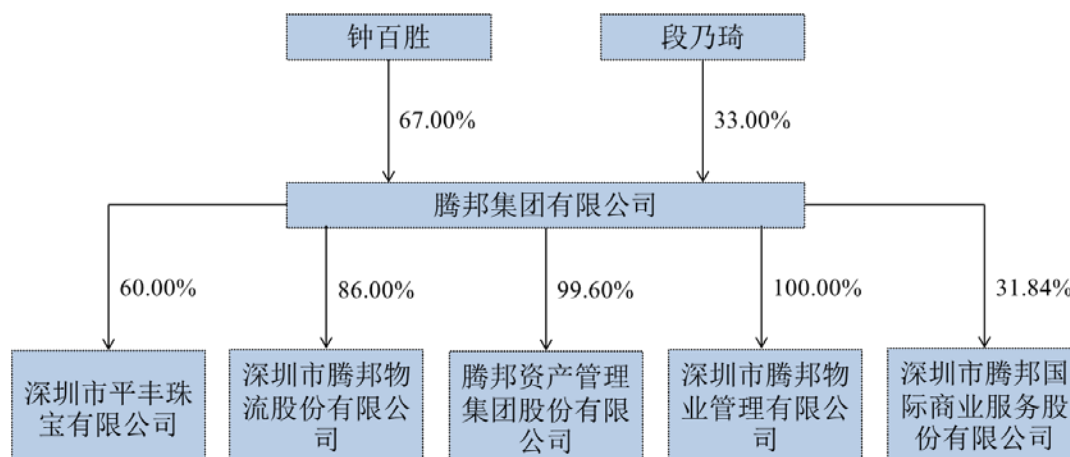 钟百胜
段乃琦
67.00%
33.00%
腾邦集团有限公司
60.00%
86.00%
99.60%
100.00%
31.84%
深圳市平丰珠
宝有限公司
深圳市腾邦物
流股份有限公
司
腾邦资产管理
集团股份有限
公司
深圳市腾邦物
业管理有限公
司
深圳市腾邦国
际商业服务股
份有限公司